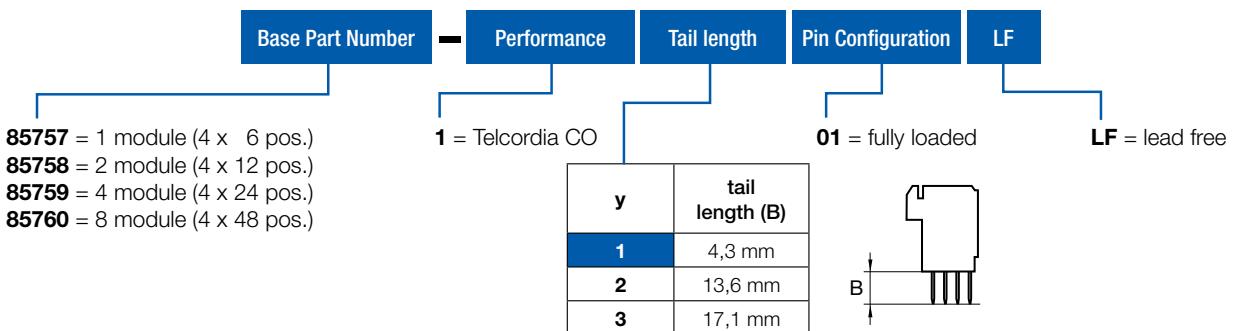 Base Part Number – Performance Tail length Pin Configuration LF
85757 = 1 module (4 x 6 pos.)
85758 = 2 module (4 x 12 pos.)
85759 = 4 module (4 x 24 pos.)
85760 = 8 module (4 x 48 pos.)
1 = Telcordia CO
01 = fully loaded
LF = lead free
y tail length (B)
1 4,3 mm
2 13,6 mm
3 17,1 mm
B